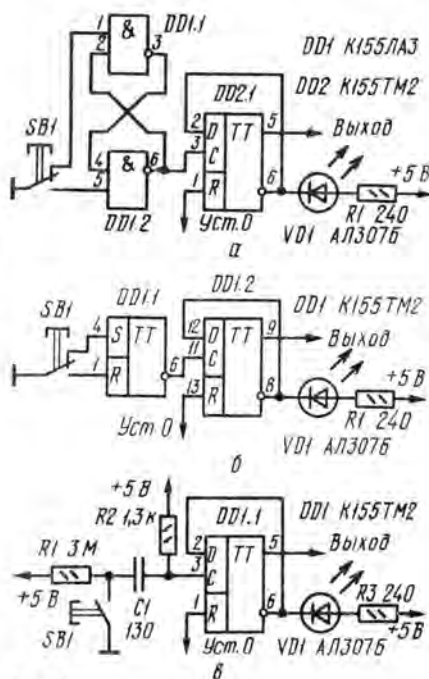 1
2
&
3
DD1.1
DD1 К155ЛА3
DD2 К155ТМ2
DD2.1
2
D
TT
5
Выход
3
C
1
R
6
+5 В
SB1
4
5
&
6
DD1.2
Уст. 0
R1 240
VD1 АЛ307Б
а
DD1.1
DD1.2
DD1 К155ТМ2
4
S
TT
1
R
6
12
D
TT
9
Выход
11
C
13
R
8
+5 В
SB1
Уст. 0
R1 240
VD1 АЛ307Б
б
+5 В
R2 1,3 к
DD1.1
DD1 К155ТМ2
2
D
TT
5
Выход
R1 3 М
3
C
+5 В
SB1
C1
130
1
R
6
R3 240
+5 В
Уст. 0
VD1 АЛ307Б
в